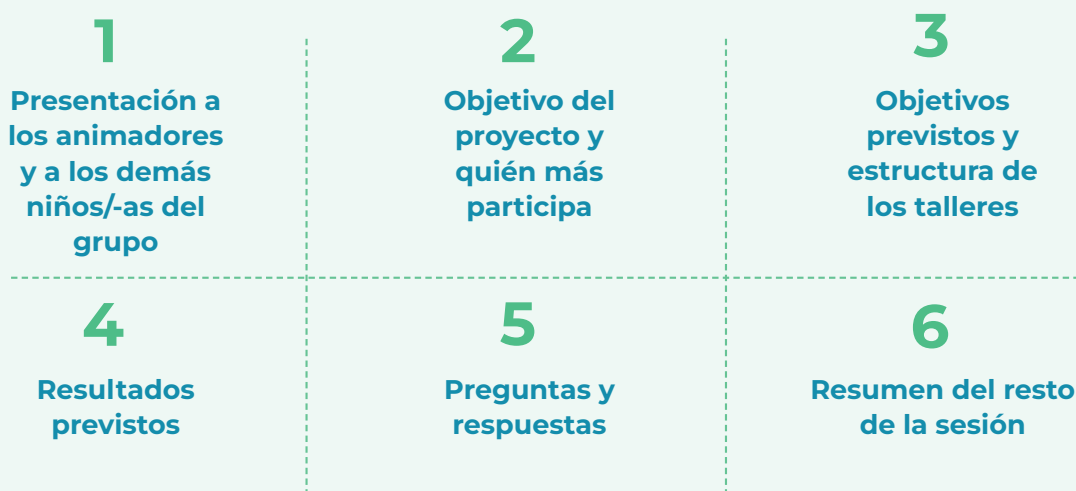 1
Presentación a
los animadores
y a los demás
niños/-as del
grupo
2
Objetivo del
proyecto y
quién más
participa
3
Objetivos
previstos y
estructura de
los talleres
4
Resultados
previstos
5
Preguntas y
respuestas
6
Resumen del resto
de la sesión